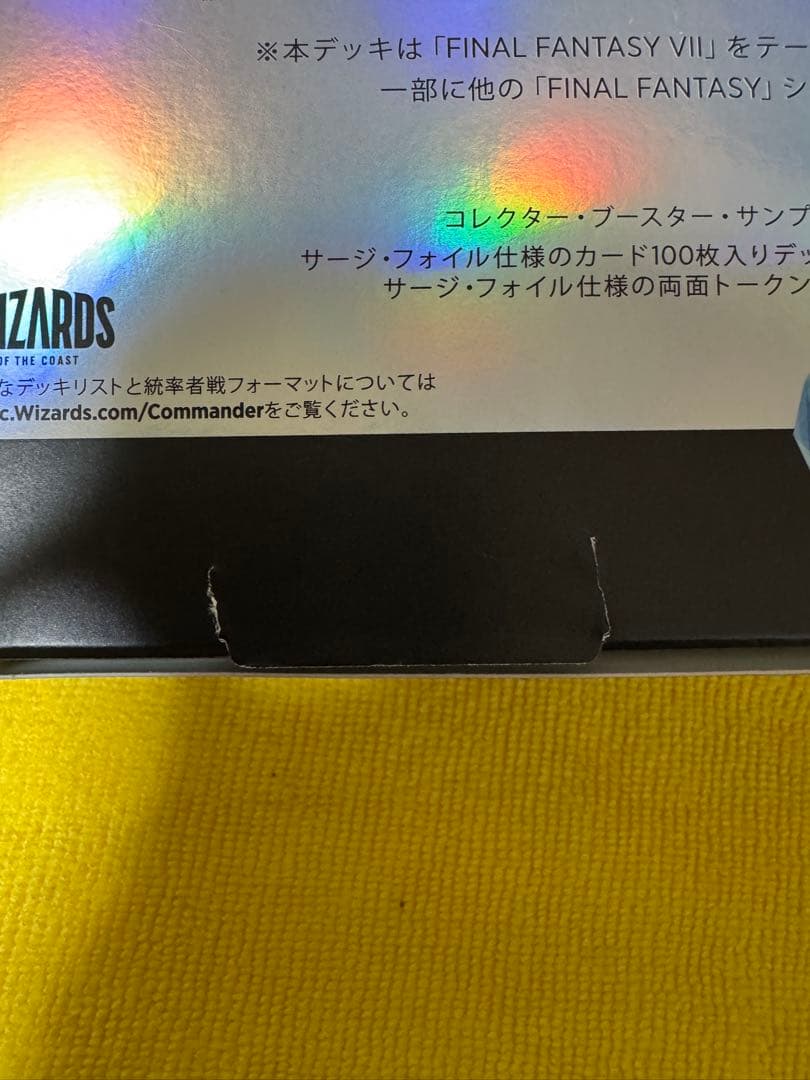 ※本デッキは「FINAL FANTASY VII」をテー
一部に他の「FINAL FANTASY」シ
コレクター・ブースター・サンプ
サージ・フォイル仕様のカード100枚入りデッ
サージ・フォイル仕様の両面トークン
IZARDS
OF THE COAST
なデッキリストと統率者戦フォーマットについては
c.Wizards.com/Commanderをご覧ください。